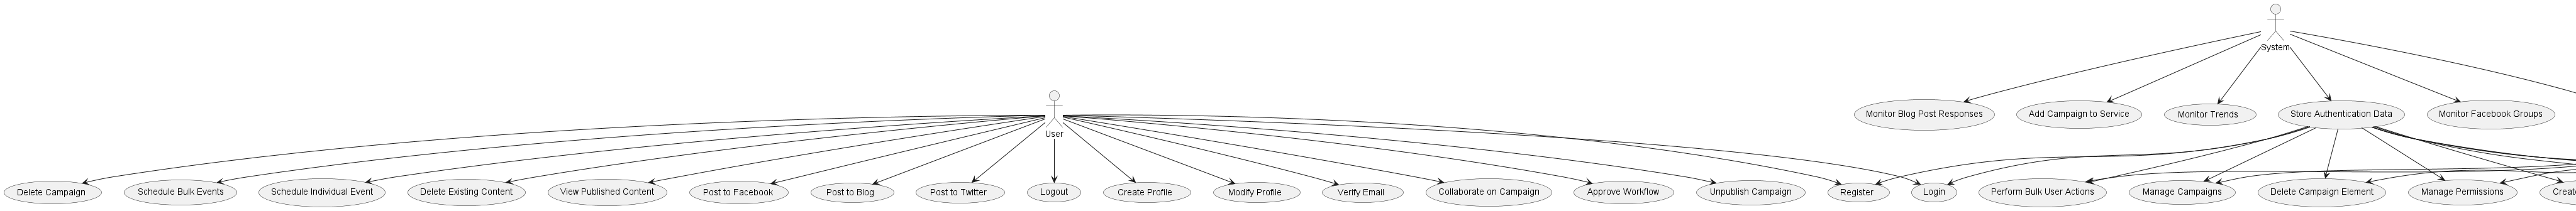 System
Monitor Blog Post Responses
Add Campaign to Service
Monitor Trends
Store Authentication Data
Monitor Facebook Groups
User
Delete Campaign
Schedule Bulk Events
Schedule Individual Event
Delete Existing Content
View Published Content
Post to Facebook
Post to Blog
Post to Twitter
Logout
Create Profile
Modify Profile
Verify Email
Collaborate on Campaign
Approve Workflow
Unpublish Campaign
Register
Login
Perform Bulk User Actions
Manage Campaigns
Delete Campaign Element
Manage Permissions